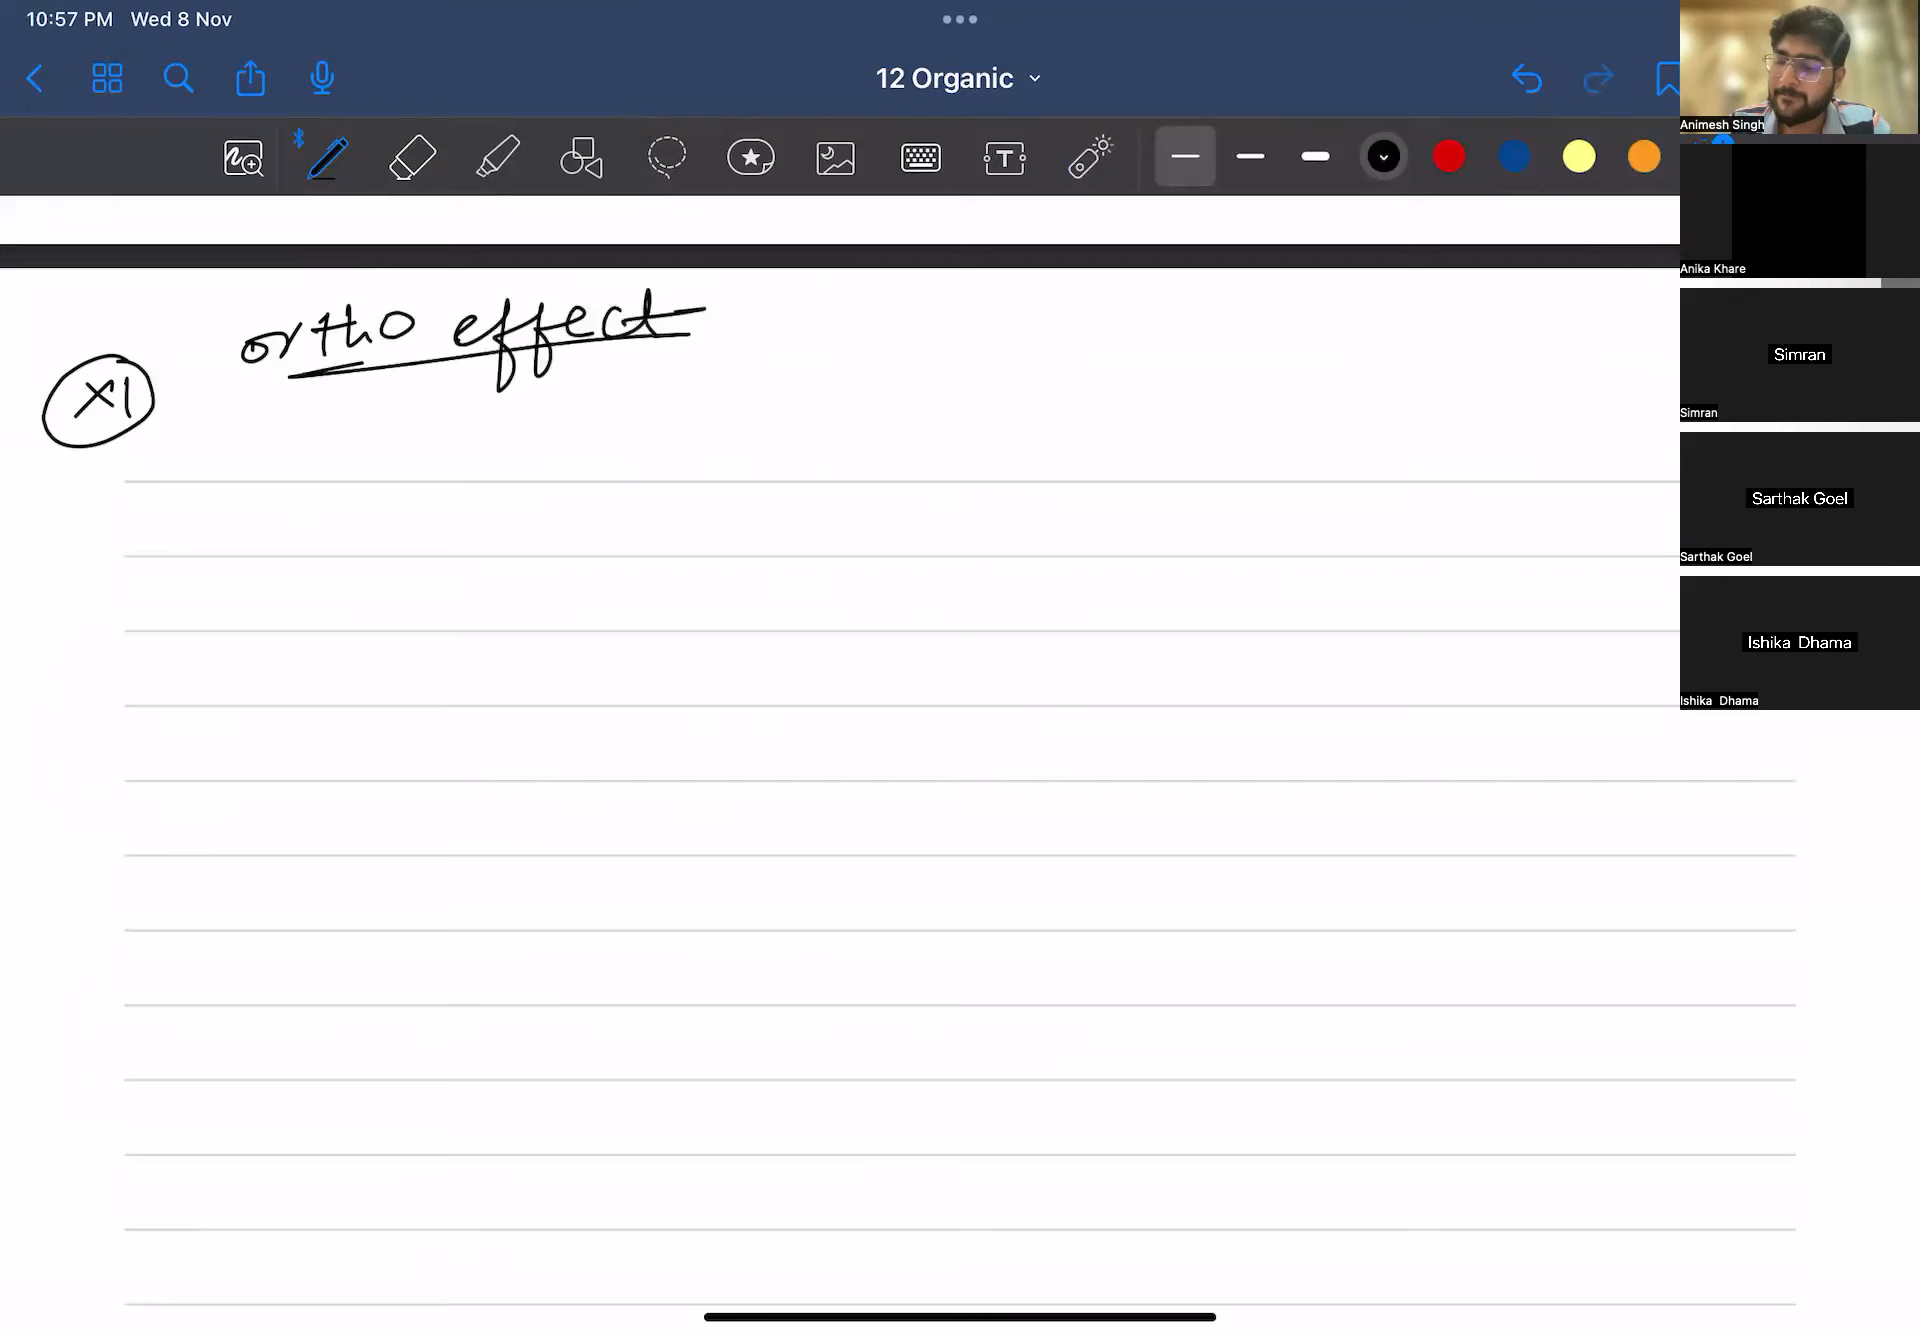 10:57 PM Wed 8 Nov
12 Organic
T
ortho effect
XI
Animesh Singh
Anika Khare
Simran
Simran
Sarthak Goel
Sarthak Goel
Ishika Dhama
Ishika Dhama